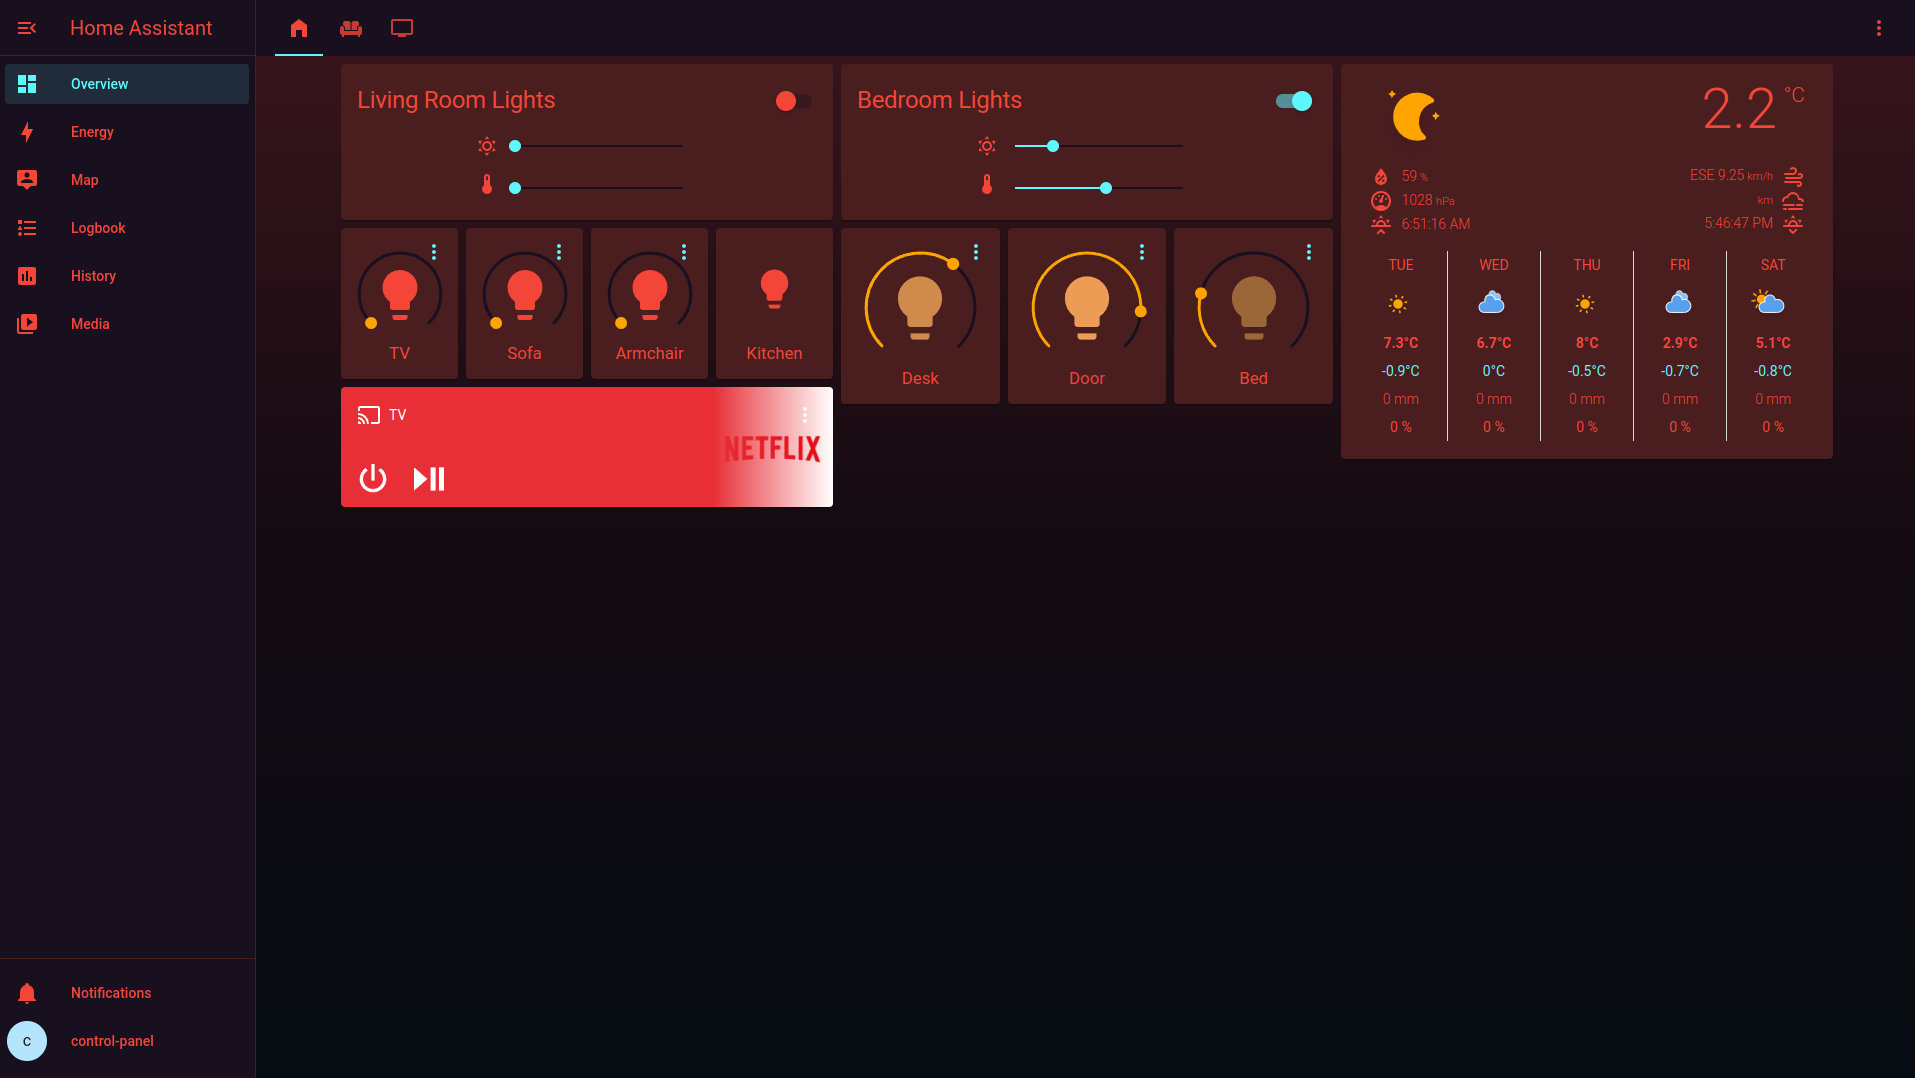 Home Assistant
Overview
Energy
Map
Logbook
History
Media
Notifications
C
control-panel
Living Room Lights
TV
Sofa
Armchair
Kitchen
TV
NETFLIX
Bedroom Lights
Desk
Door
Bed
2.2 °C
59 %
ESE 9.25 km/h
1028 hPa
km
6:51:16 AM
5:46:47 PM
TUE WED THU FRI SAT
7.3°C 6.7°C 8°C 2.9°C 5.1°C
-0.9°C 0°C -0.5°C -0.7°C -0.8°C
0 mm 0 mm 0 mm 0 mm 0 mm
0 % 0 % 0 % 0 % 0 %